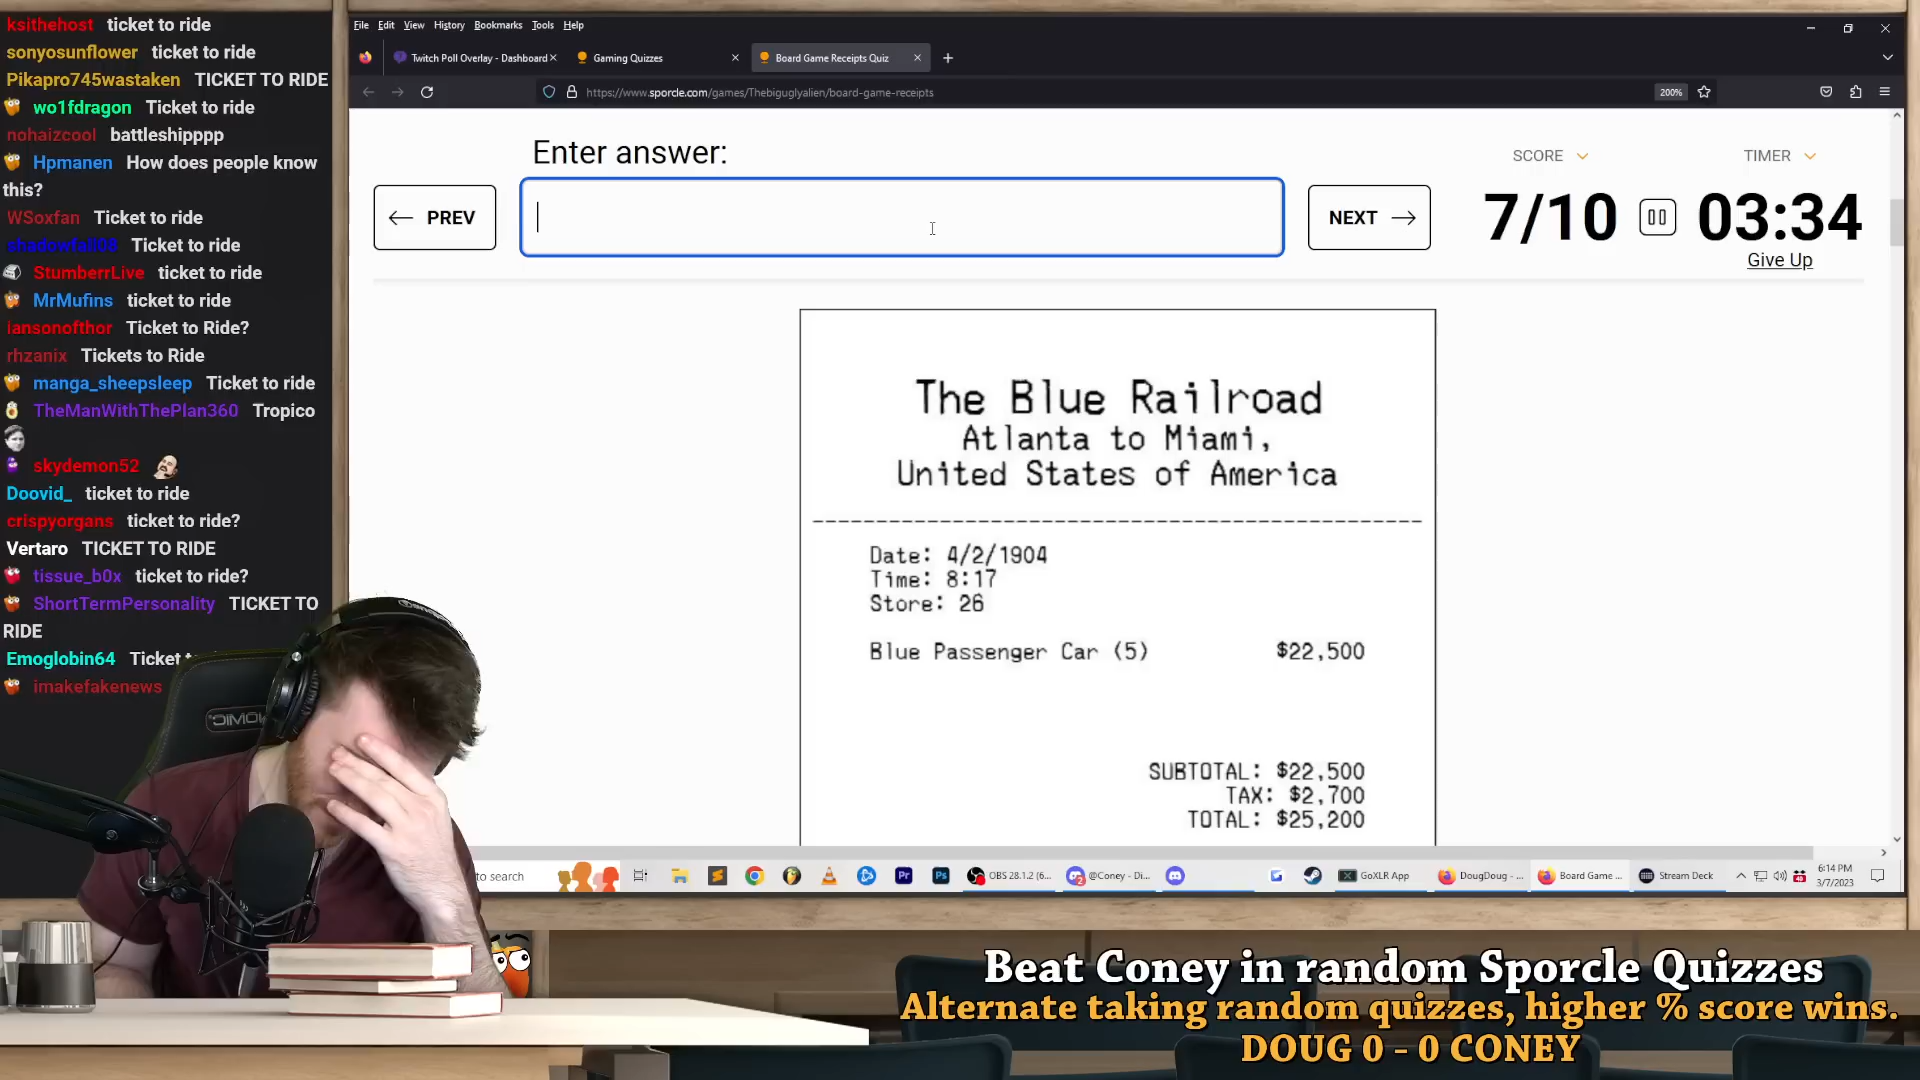 ksithehost ticket to ride
sonyosunflower ticket to ride
Pikapro745wastaken TICKET TO RIDE
wo1fdragon Ticket to ride
nohaizcool battleshipppp
Hpmanen How does people know
this?
WSoxfan Ticket to ride
shadowfall08 Ticket to ride
StumberrLive ticket to ride
MrMufins ticket to ride
iansonofthor Ticket to Ride?
rhzanix Tickets to Ride
manga_sheepsleep Ticket to ride
TheManWithThePlan360 Tropico
skydemon52
Doovid_ ticket to ride
crispyorgans ticket to ride?
Vertaro TICKET TO RIDE
tissue_b0x ticket to ride?
ShortTermPersonality TICKET TO
RIDE
Emoglobin64 Ticket
imakefakenews
File Edit View History Bookmarks Tools Help
Twitch Poll Overlay - Dashboard
Gaming Quizzes
Board Game Receipts Quiz
https://www.sporcle.com/games/Thebiguglyalien/board-game-receipts
200%
Enter answer:
PREV
NEXT
SCORE
7/10
TIMER
03:34
Give Up
The Blue Railroad
Atlanta to Miami,
United States of America
Date: 4/2/1904
Time: 8:17
Store: 26
Blue Passenger Car (5) $22,500
SUBTOTAL: $22,500
TAX: $2,700
TOTAL: $25,200
to search
Pr
Ps
OBS 28.1.2 (6...
@Coney - Di...
GoXLR App
DougDoug - ...
Board Game ...
Stream Deck
6:14 PM
3/7/2023
Beat Coney in random Sporcle Quizzes
Alternate taking random quizzes, higher % score wins.
DOUG 0 - 0 CONEY